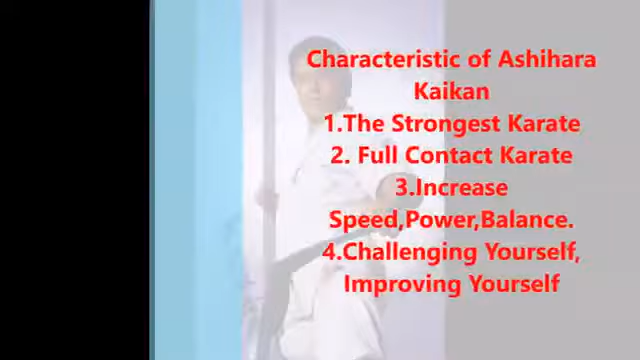 Characteristic of Ashihara
Kaikan
1.The Strongest Karate
2. Full Contact Karate
3.Increase
Speed,Power,Balance.
4.Challenging Yourself,
Improving Yourself